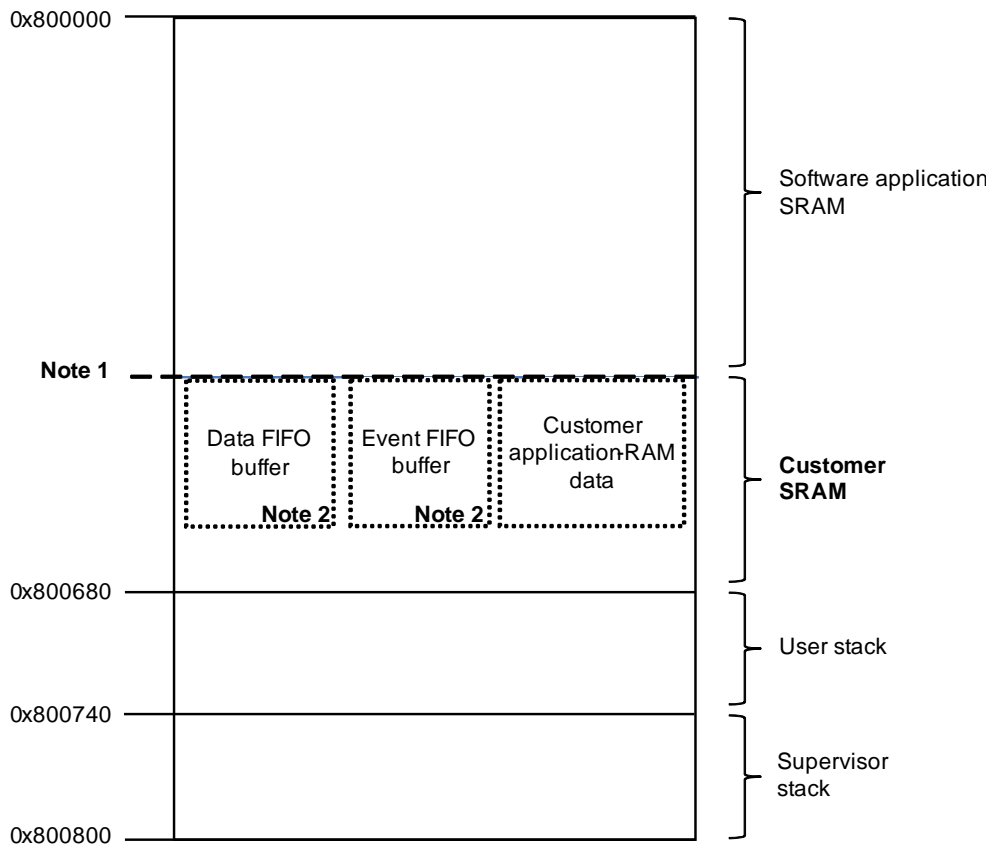 0x800000
Software application
SRAM
Note 1
Data FIFO
buffer
Note 2
Event FIFO
buffer
Note 2
Customer
application-RAM
data
Customer
SRAM
0x800680
User stack
0x800740
Supervisor
stack
0x800800